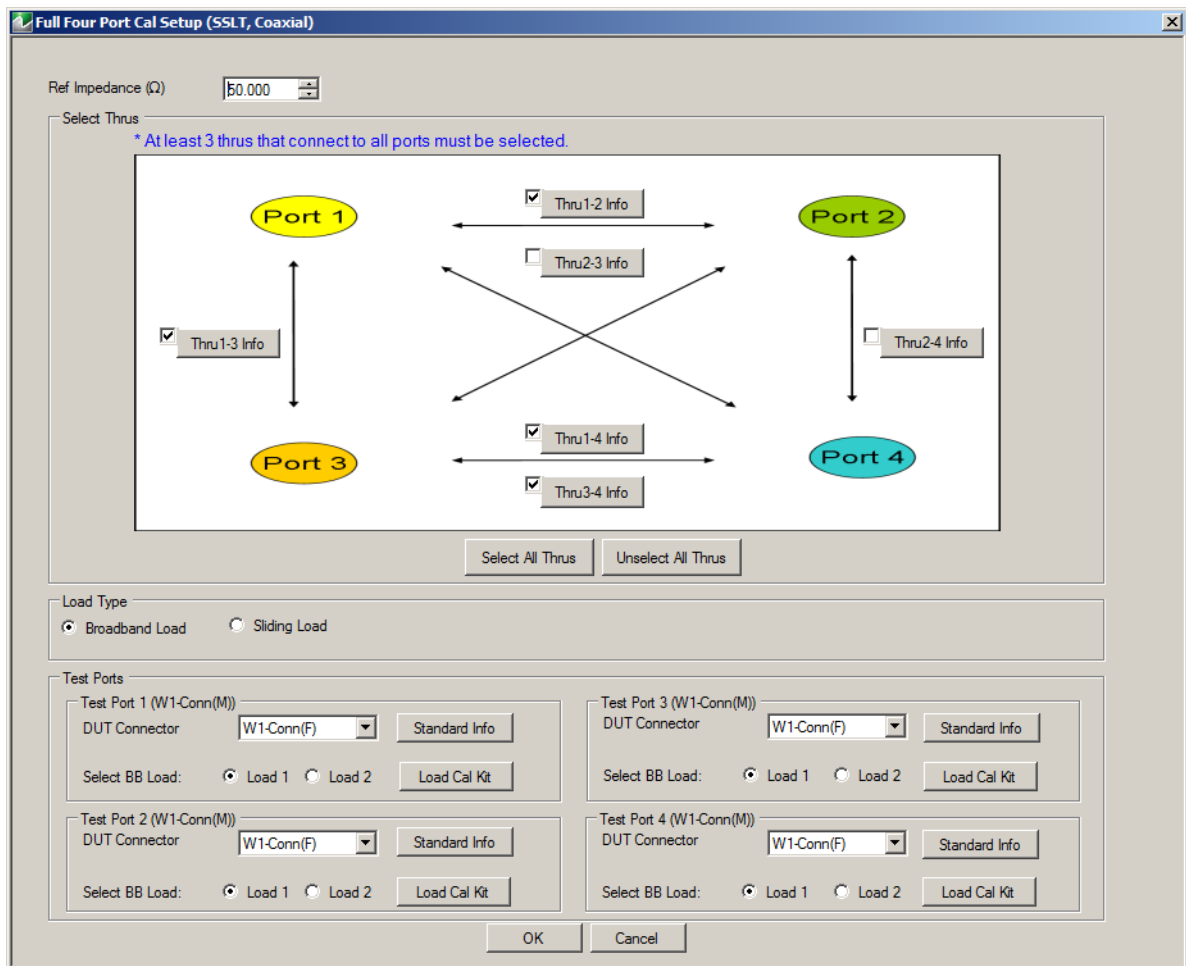 Full Four Port Cal Setup (SSLT, Coaxial)
Ref Impedance (Ω) 50.000
Select Thrus
* At least 3 thrus that connect to all ports must be selected.
Port 1
Thru1-2 Info
Port 2
Thru2-3 Info
Thru1-3 Info
Thru2-4 Info
Port 3
Thru1-4 Info
Port 4
Thru3-4 Info
Select All Thrus Unselect All Thrus
Load Type
Broadband Load Sliding Load
Test Ports
Test Port 1 (W1-Conn(M))
DUT Connector W1-Conn(F) Standard Info
Select BB Load: Load 1 Load 2 Load Cal Kit
Test Port 3 (W1-Conn(M))
DUT Connector W1-Conn(F) Standard Info
Select BB Load: Load 1 Load 2 Load Cal Kit
Test Port 2 (W1-Conn(M))
DUT Connector W1-Conn(F) Standard Info
Select BB Load: Load 1 Load 2 Load Cal Kit
Test Port 4 (W1-Conn(M))
DUT Connector W1-Conn(F) Standard Info
Select BB Load: Load 1 Load 2 Load Cal Kit
OK Cancel